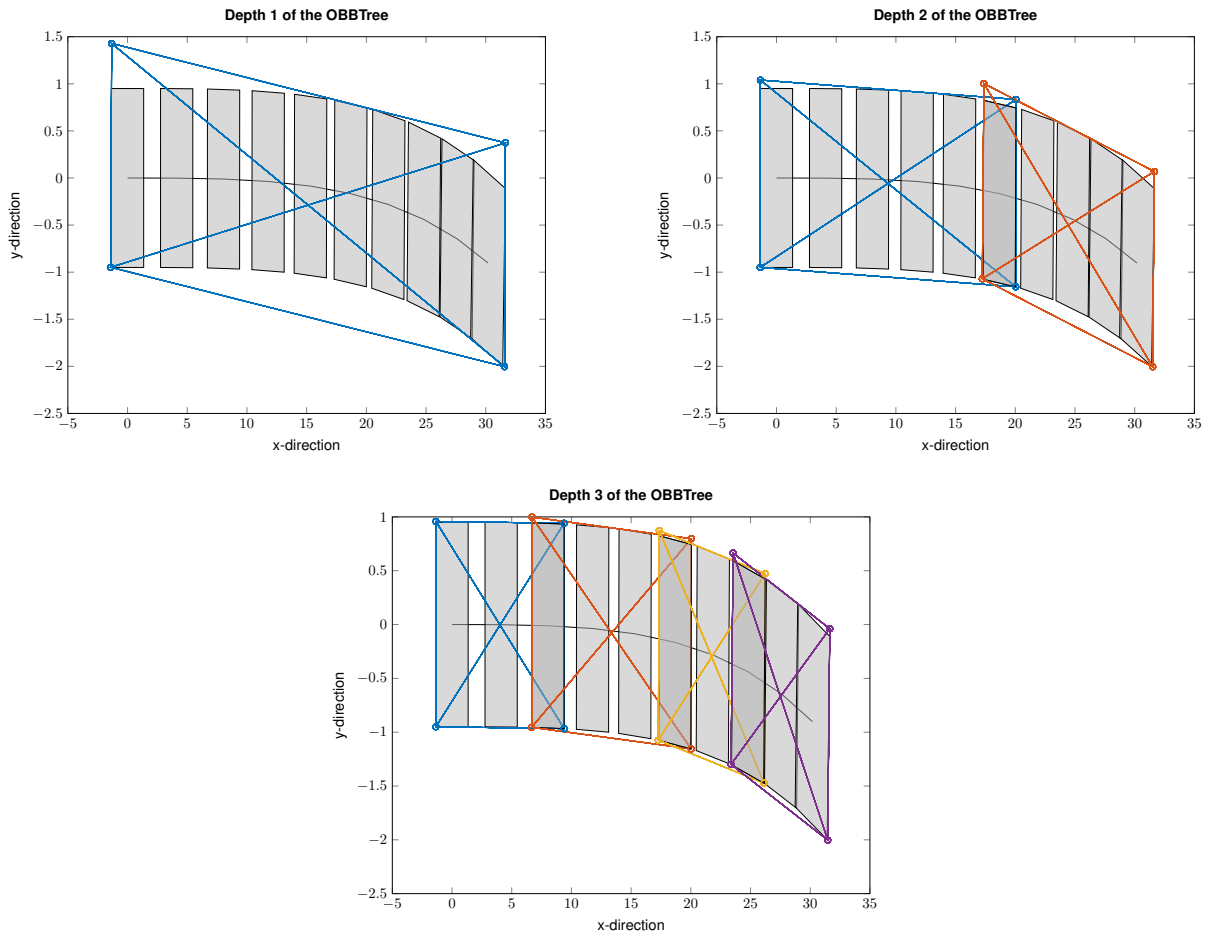 Depth 1 of the OBBTree
1.5
1
0.5
0
−0.5
−1
−1.5
−2
−2.5
−5 0 5 10 15 20 25 30 35
y-direction
x-direction
Depth 2 of the OBBTree
1.5
1
0.5
0
−0.5
−1
−1.5
−2
−2.5
−5 0 5 10 15 20 25 30 35
y-direction
x-direction
Depth 3 of the OBBTree
1
0.5
0
−0.5
−1
−1.5
−2
−2.5
−5 0 5 10 15 20 25 30 35
y-direction
x-direction